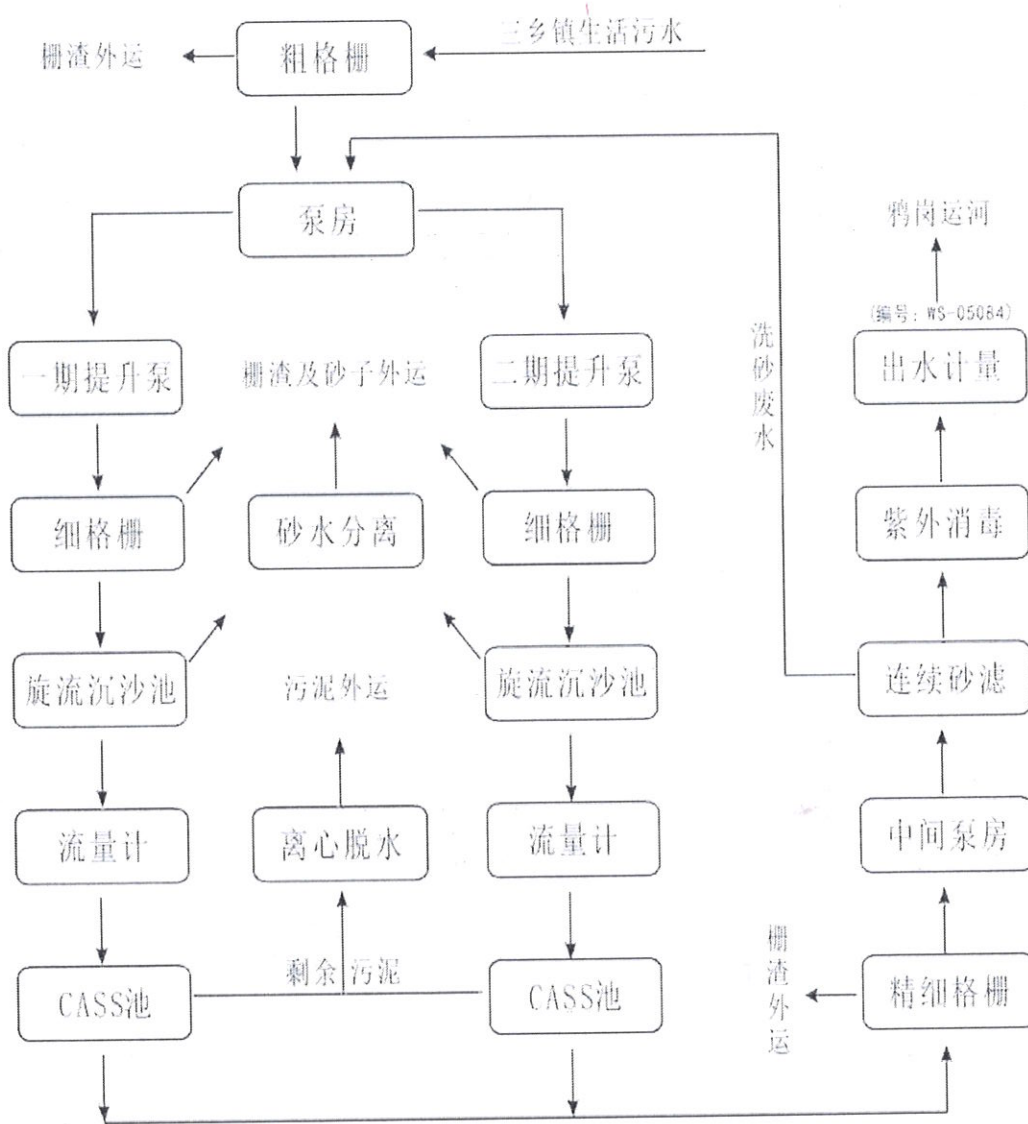 三乡镇生活污水
栅渣外运
粗格栅
泵房
鸦岗运河
(编号: WS-05084)
一期提升泵
栅渣及砂子外运
二期提升泵
洗砂废水
出水计量
细格栅
砂水分离
细格栅
紫外消毒
旋流沉沙池
污泥外运
旋流沉沙池
连续砂滤
流量计
离心脱水
流量计
中间泵房
栅渣外运
剩余污泥
CASS池
CASS池
精细格栅